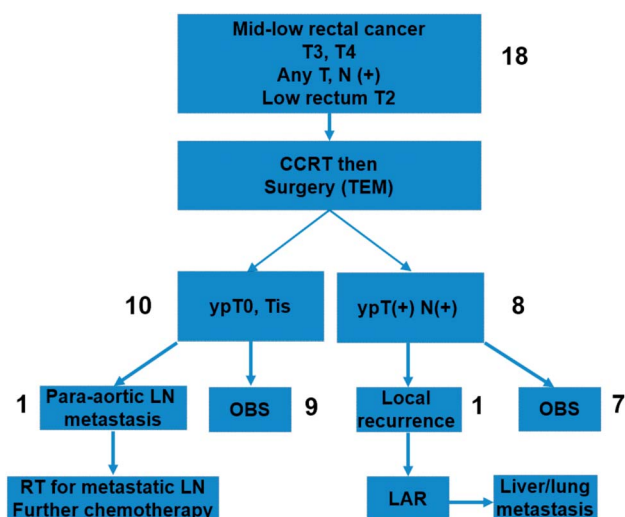 Mid-low rectal cancer
T3, T4
Any T, N (+)
Low rectum T2
18
CCRT then
Surgery (TEM)
10
ypT0, Tis
ypT(+) N(+)
8
1
Para-aortic LN
metastasis
OBS
9
Local
recurrence
1
OBS
7
RT for metastatic LN
Further chemotherapy
LAR
Liver/lung
metastasis